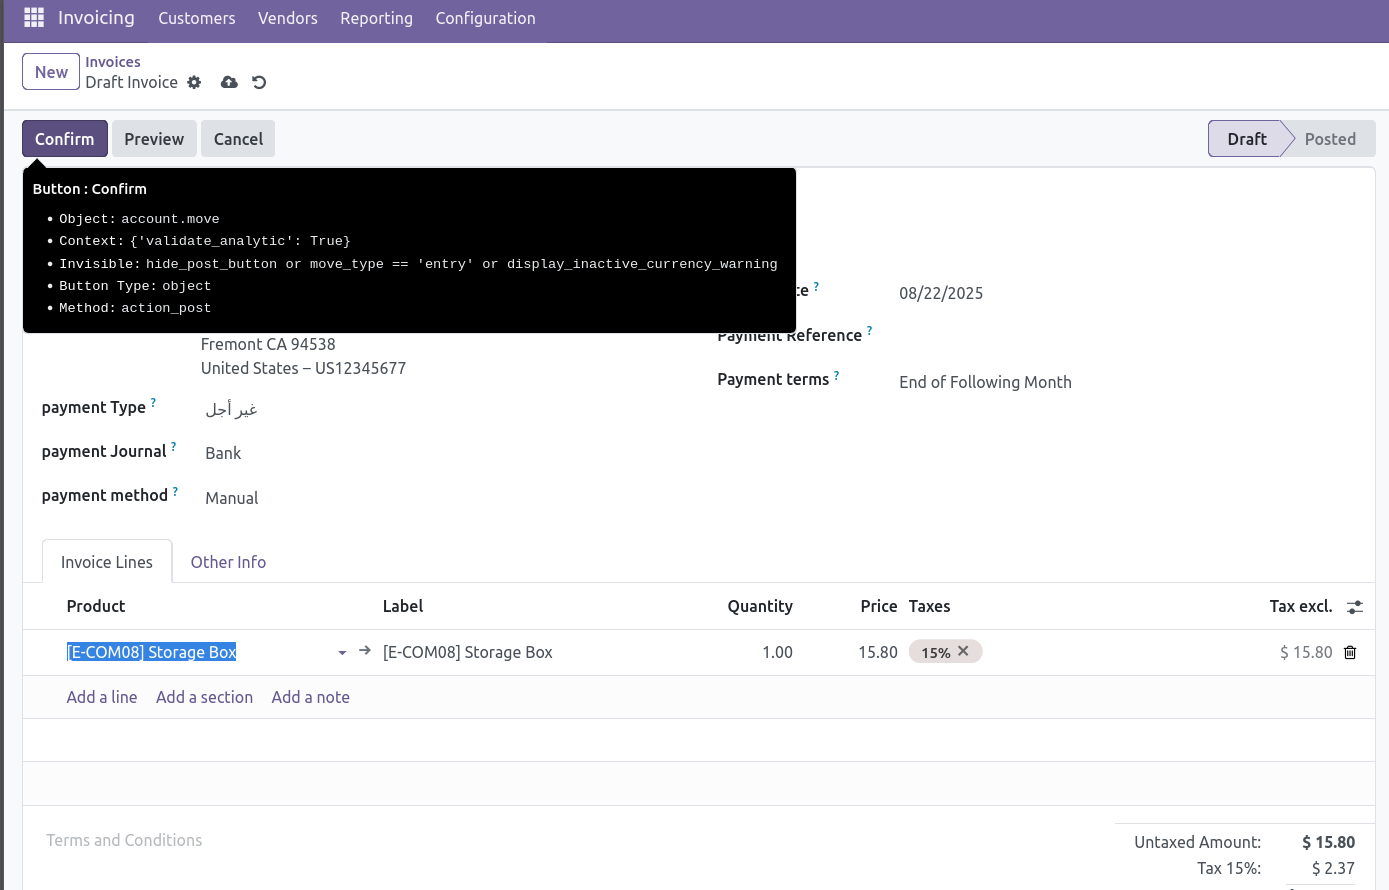 Invoicing Customers Vendors Reporting Configuration
New
Invoices
Draft Invoice
Confirm Preview Cancel
Draft Posted
Button : Confirm
• Object: account.move
• Context: {'validate_analytic': True}
• Invisible: hide_post_button or move_type == 'entry' or display_inactive_currency_warning
• Button Type: object
• Method: action_post
? 08/22/2025
Fremont CA 94538
United States – US12345677
Payment Reference ?
Payment terms ? End of Following Month
payment Type ? غير أجل
payment Journal ? Bank
payment method ? Manual
Invoice Lines Other Info
Product Label Quantity Price Taxes Tax excl.
[E-COM08] Storage Box [E-COM08] Storage Box 1.00 15.80 15% $ 15.80
Add a line Add a section Add a note
Terms and Conditions
Untaxed Amount: $ 15.80
Tax 15%: $ 2.37